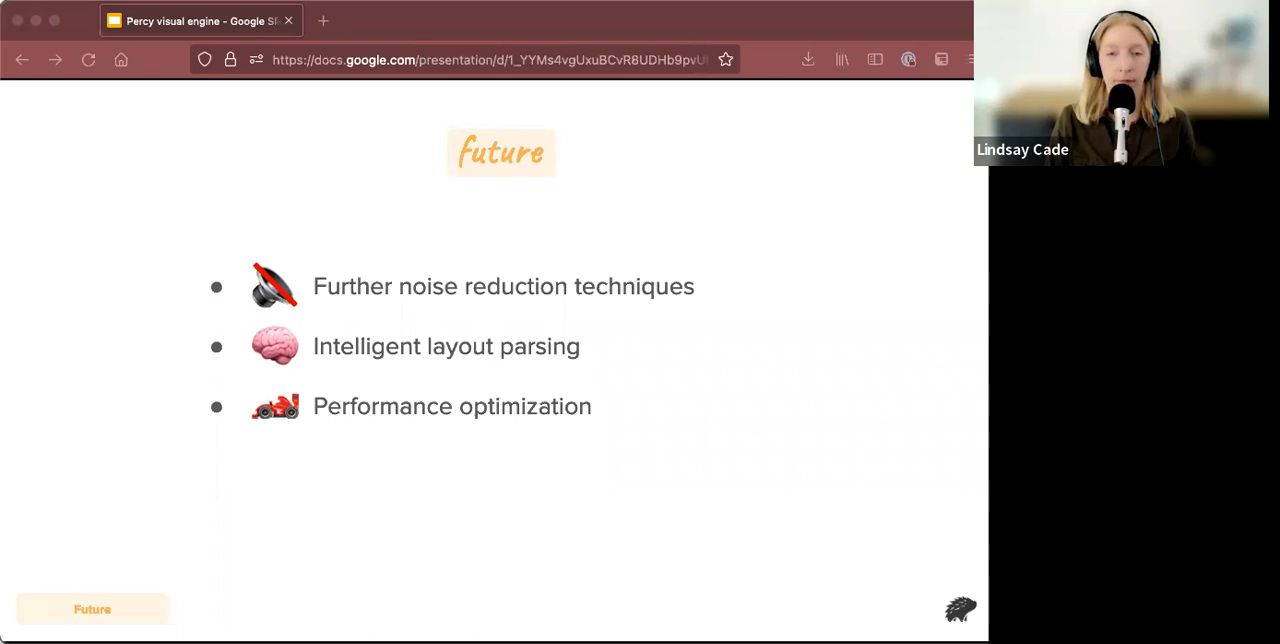 Percy visual engine - Google Sli
https://docs.google.com/presentation/d/1_YYMs4vgUxuBCvR8UDHb9pvU
Lindsay Cade
future
Further noise reduction techniques
Intelligent layout parsing
Performance optimization
Future